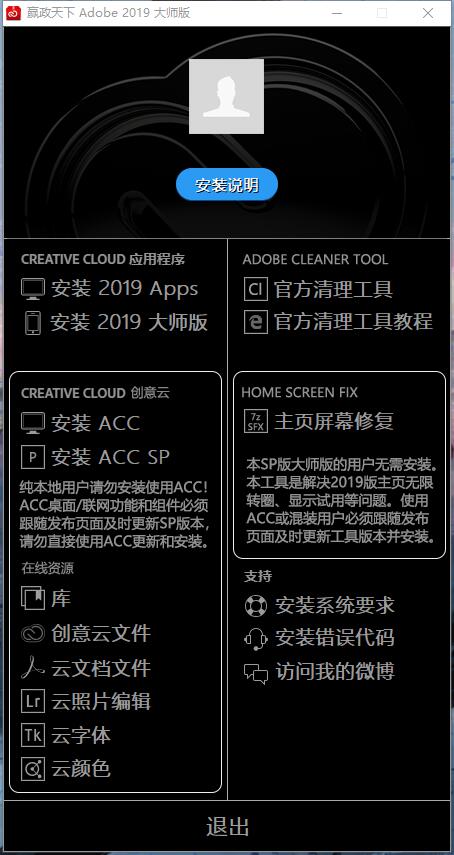 嬴政天下 Adobe 2019 大师版
安装说明
CREATIVE CLOUD 应用程序
安装 2019 Apps
安装 2019 大师版
ADOBE CLEANER TOOL
CI 官方清理工具
官方清理工具教程
CREATIVE CLOUD 创意云
安装 ACC
P 安装 ACC SP
纯本地用户请勿安装使用ACC!
ACC桌面/联网功能和组件必须
跟随发布页面及时更新SP版本，
请勿直接使用ACC更新和安装。
在线资源
库
创意云文件
云文档文件
Lr 云照片编辑
Tk 云字体
云颜色
HOME SCREEN FIX
7z SFX 主页屏幕修复
本SP版大师版的用户无需安装。
本工具是解决2019版主页无限
转圈、显示试用等问题。使用
ACC或混装用户必须跟随发布
页面及时更新工具版本并安装。
支持
安装系统要求
安装错误代码
访问我的微博
退出